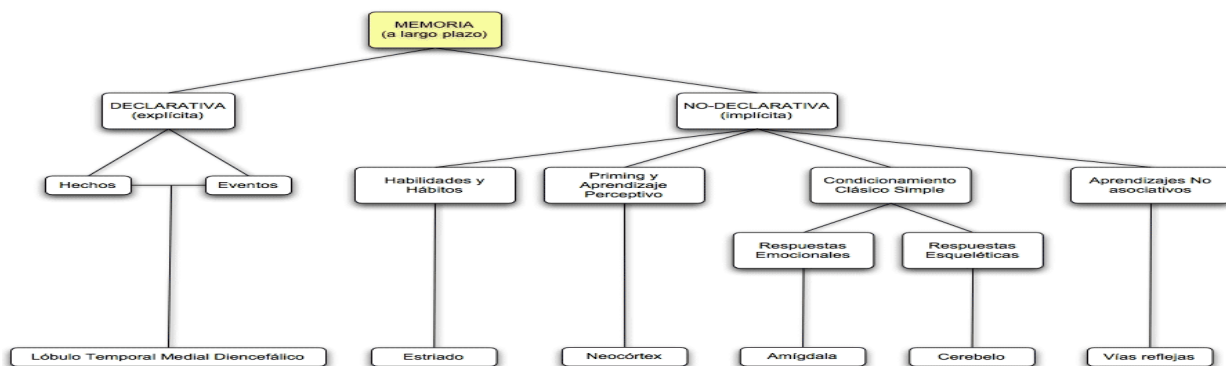 MEMORIA
(a largo plazo)
DECLARATIVA
(explícita)
NO-DECLARATIVA
(implícita)
Hechos
Eventos
Habilidades y
Hábitos
Priming y
Aprendizaje
Perceptivo
Condicionamiento
Clásico Simple
Aprendizajes No
asociativos
Respuestas
Emocionales
Respuestas
Esqueléticas
Lóbulo Temporal Medial Diencefálico
Estriado
Neocórtex
Amígdala
Cerebelo
Vías reflejas